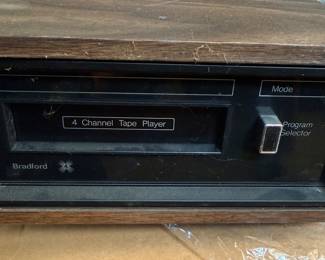 Mode
4 Channel Tape Player
Program
Selector
Bradford